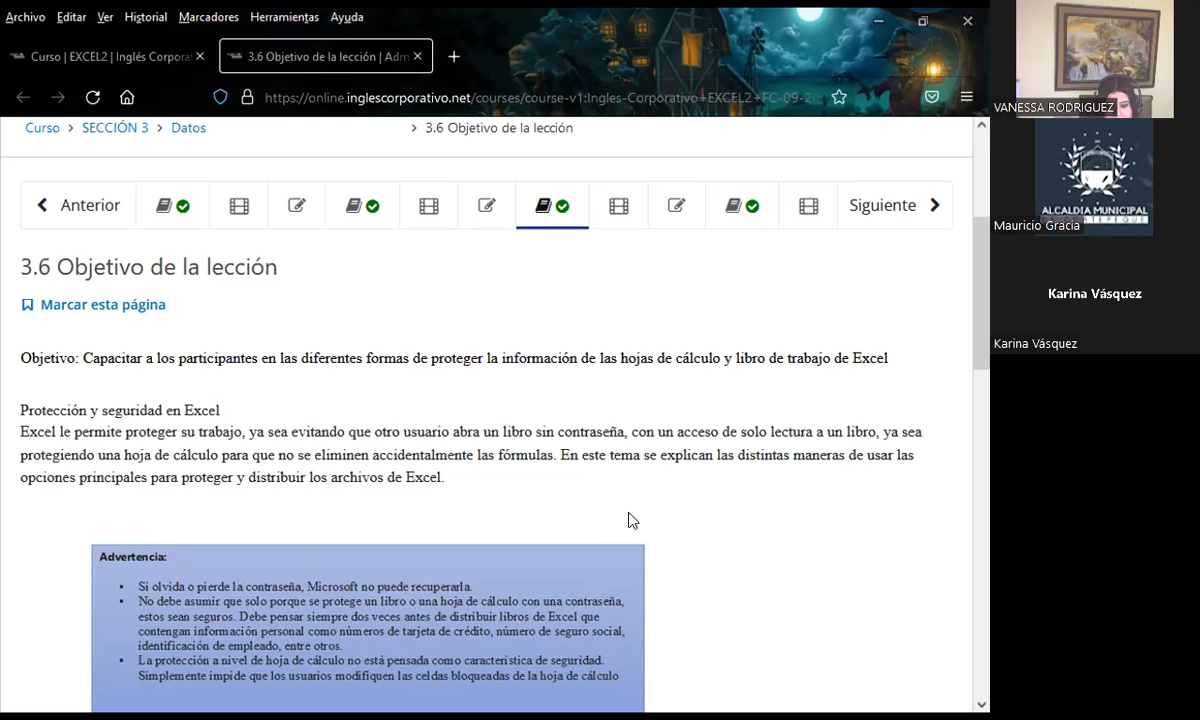 Archivo Editar Ver Historial Marcadores Herramientas Ayuda
Curso | EXCEL2 | Inglés Corporat
3.6 Objetivo de la lección | Adm
https://online.inglescorporativo.net/courses/course-v1:Ingles-Corporativo+EXCEL2+FC-09-2
Curso > SECCIÓN 3 > Datos > 3.6 Objetivo de la lección
Anterior
Siguiente
3.6 Objetivo de la lección
Marcar esta página
Objetivo: Capacitar a los participantes en las diferentes formas de proteger la información de las hojas de cálculo y libro de trabajo de Excel
Protección y seguridad en Excel
Excel le permite proteger su trabajo, ya sea evitando que otro usuario abra un libro sin contraseña, con un acceso de solo lectura a un libro, ya sea
protegiendo una hoja de cálculo para que no se eliminen accidentalmente las fórmulas. En este tema se explican las distintas maneras de usar las
opciones principales para proteger y distribuir los archivos de Excel.
Advertencia:
• Si olvida o pierde la contraseña, Microsoft no puede recuperarla.
• No debe asumir que solo porque se protege un libro o una hoja de cálculo con una contraseña,
estos sean seguros. Debe pensar siempre dos veces antes de distribuir libros de Excel que
contengan información personal como números de tarjeta de crédito, número de seguro social,
identificación de empleado, entre otros.
• La protección a nivel de hoja de cálculo no está pensada como característica de seguridad.
Simplemente impide que los usuarios modifiquen las celdas bloqueadas de la hoja de cálculo
VANESSA RODRIGUEZ
ALCALDIA MUNICIPAL
Mauricio Gracia
Karina Vásquez
Karina Vásquez